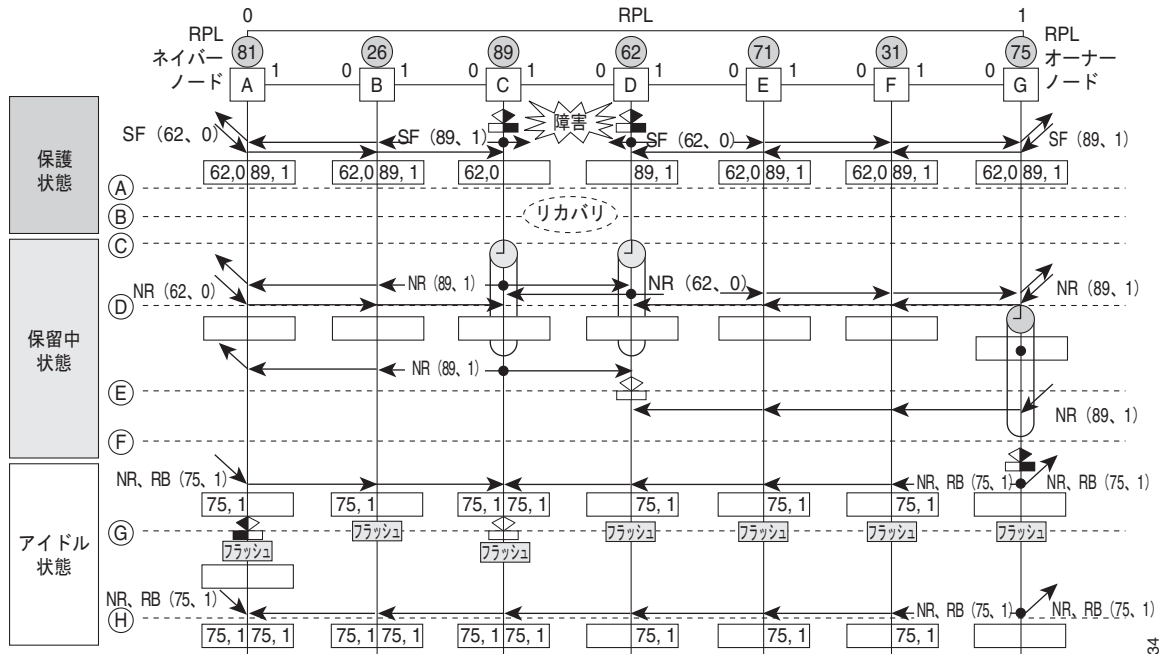 0 RPL 1
RPL ネイバー ノード
RPL オーナー ノード
81 26 89 62 71 31 75
A 1 0 B 1 0 C 1 0 D 1 0 E 1 0 F 1 0 G
保護 状態
障害
SF（62、0） SF（89、1） SF（62、0） SF（89、1）
62,0 89, 1 62,0 89, 1 62,0 89, 1 62,0 89, 1 62,0 89, 1 62,0 89, 1
A
B リカバリ
C
保留中 状態
NR（62、0） NR（89、1） NR（62、0） NR（89、1）
D
NR（89、1）
E
NR（89、1）
F
アイドル 状態
NR、RB（75、1） NR、RB（75、1） NR、RB（75、1）
75, 1 75, 1 75, 1 75, 1 75, 1 75, 1 75, 1
G フラッシュ フラッシュ フラッシュ フラッシュ フラッシュ フラッシュ フラッシュ
NR、RB（75、1） NR、RB（75、1） NR、RB（75、1）
H
75, 1 75, 1 75, 1 75, 1 75, 1 75, 1 75, 1 75, 1 75, 1
34